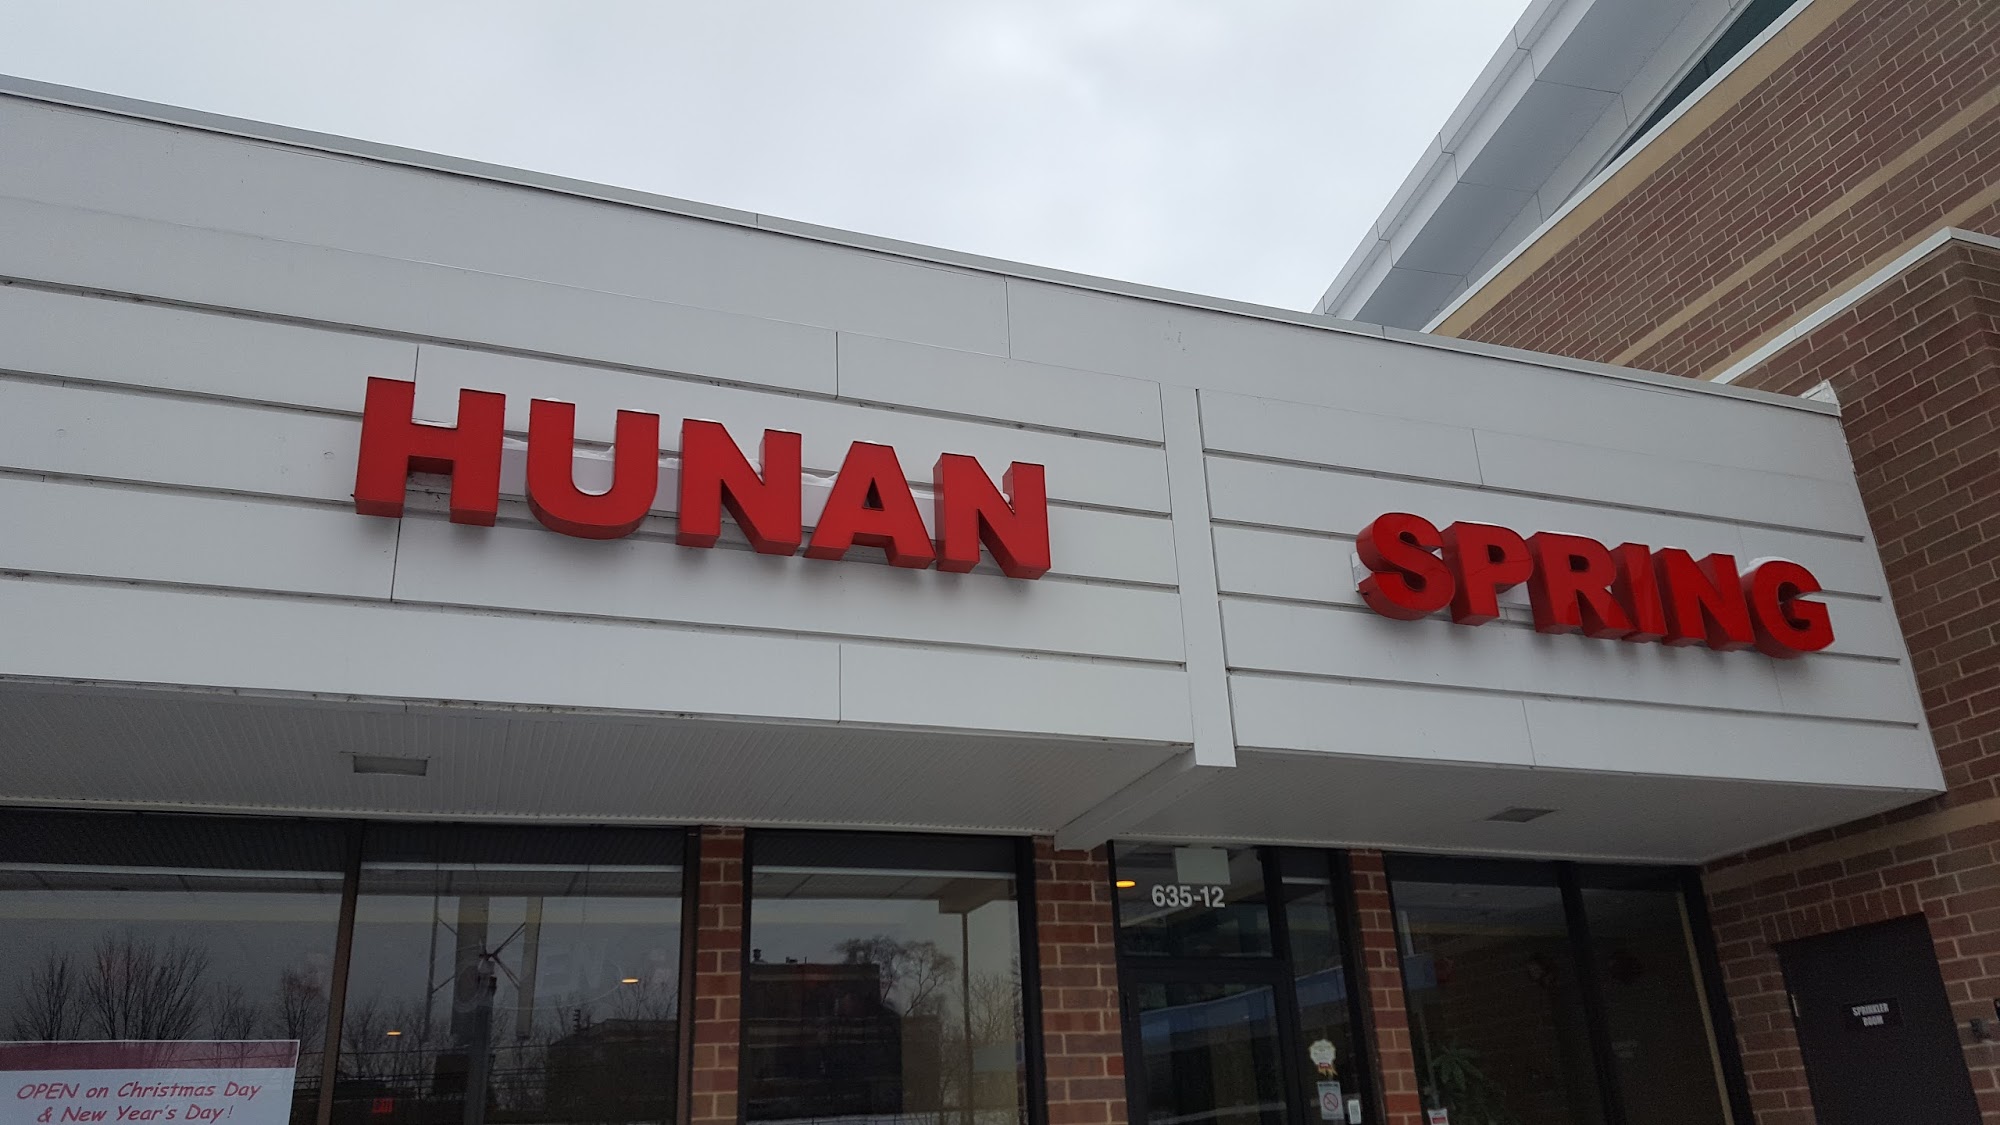 HUNAN SPRING
635-12
SPRINKLER
ROOM
OPEN on Christmas Day
& New Year's Day!